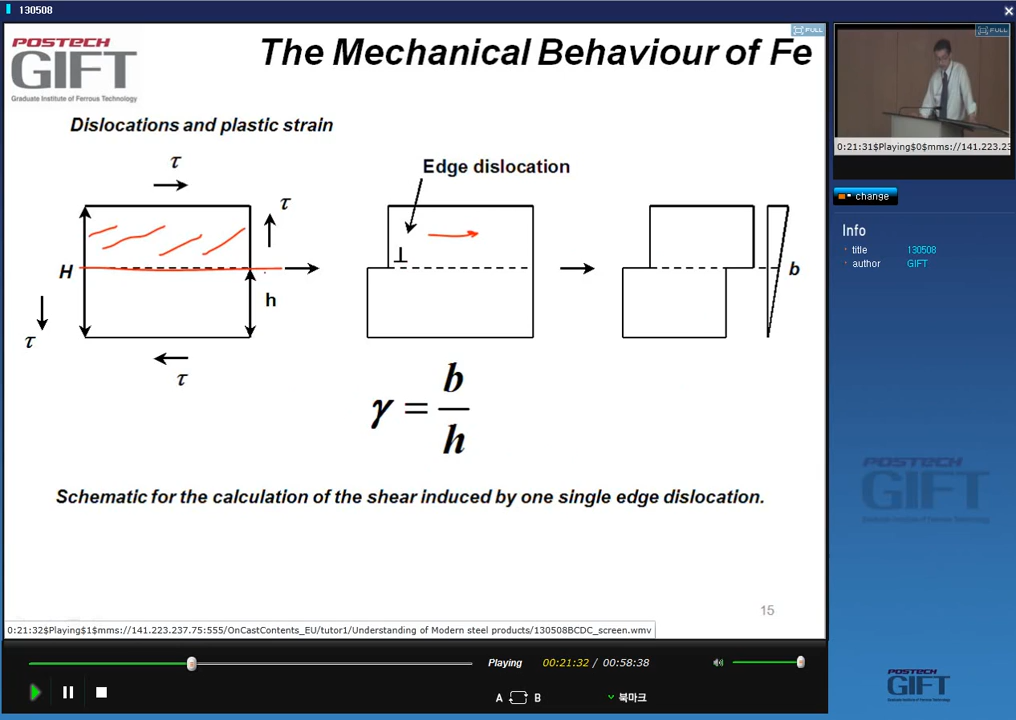 130508
POSTECH
GIFT
Graduate Institute of Ferrous Technology
The Mechanical Behaviour of Fe
FULL
Dislocations and plastic strain
τ
τ
H
h
τ
τ
Edge dislocation
⊥
b
γ = b / h
Schematic for the calculation of the shear induced by one single edge dislocation.
15
0:21:32$Playing$1$mms://141.223.237.75:555/OnCastContents_EU/tutor1/Understanding of Modern steel products/130508BCDC_screen.wmv
FULL
0:21:31$Playing$0$mms://141.223.23
change
Info
title 130508
author GIFT
POSTECH
GIFT
Playing 00:21:32 / 00:58:38
A B 북마크
POSTECH
GIFT